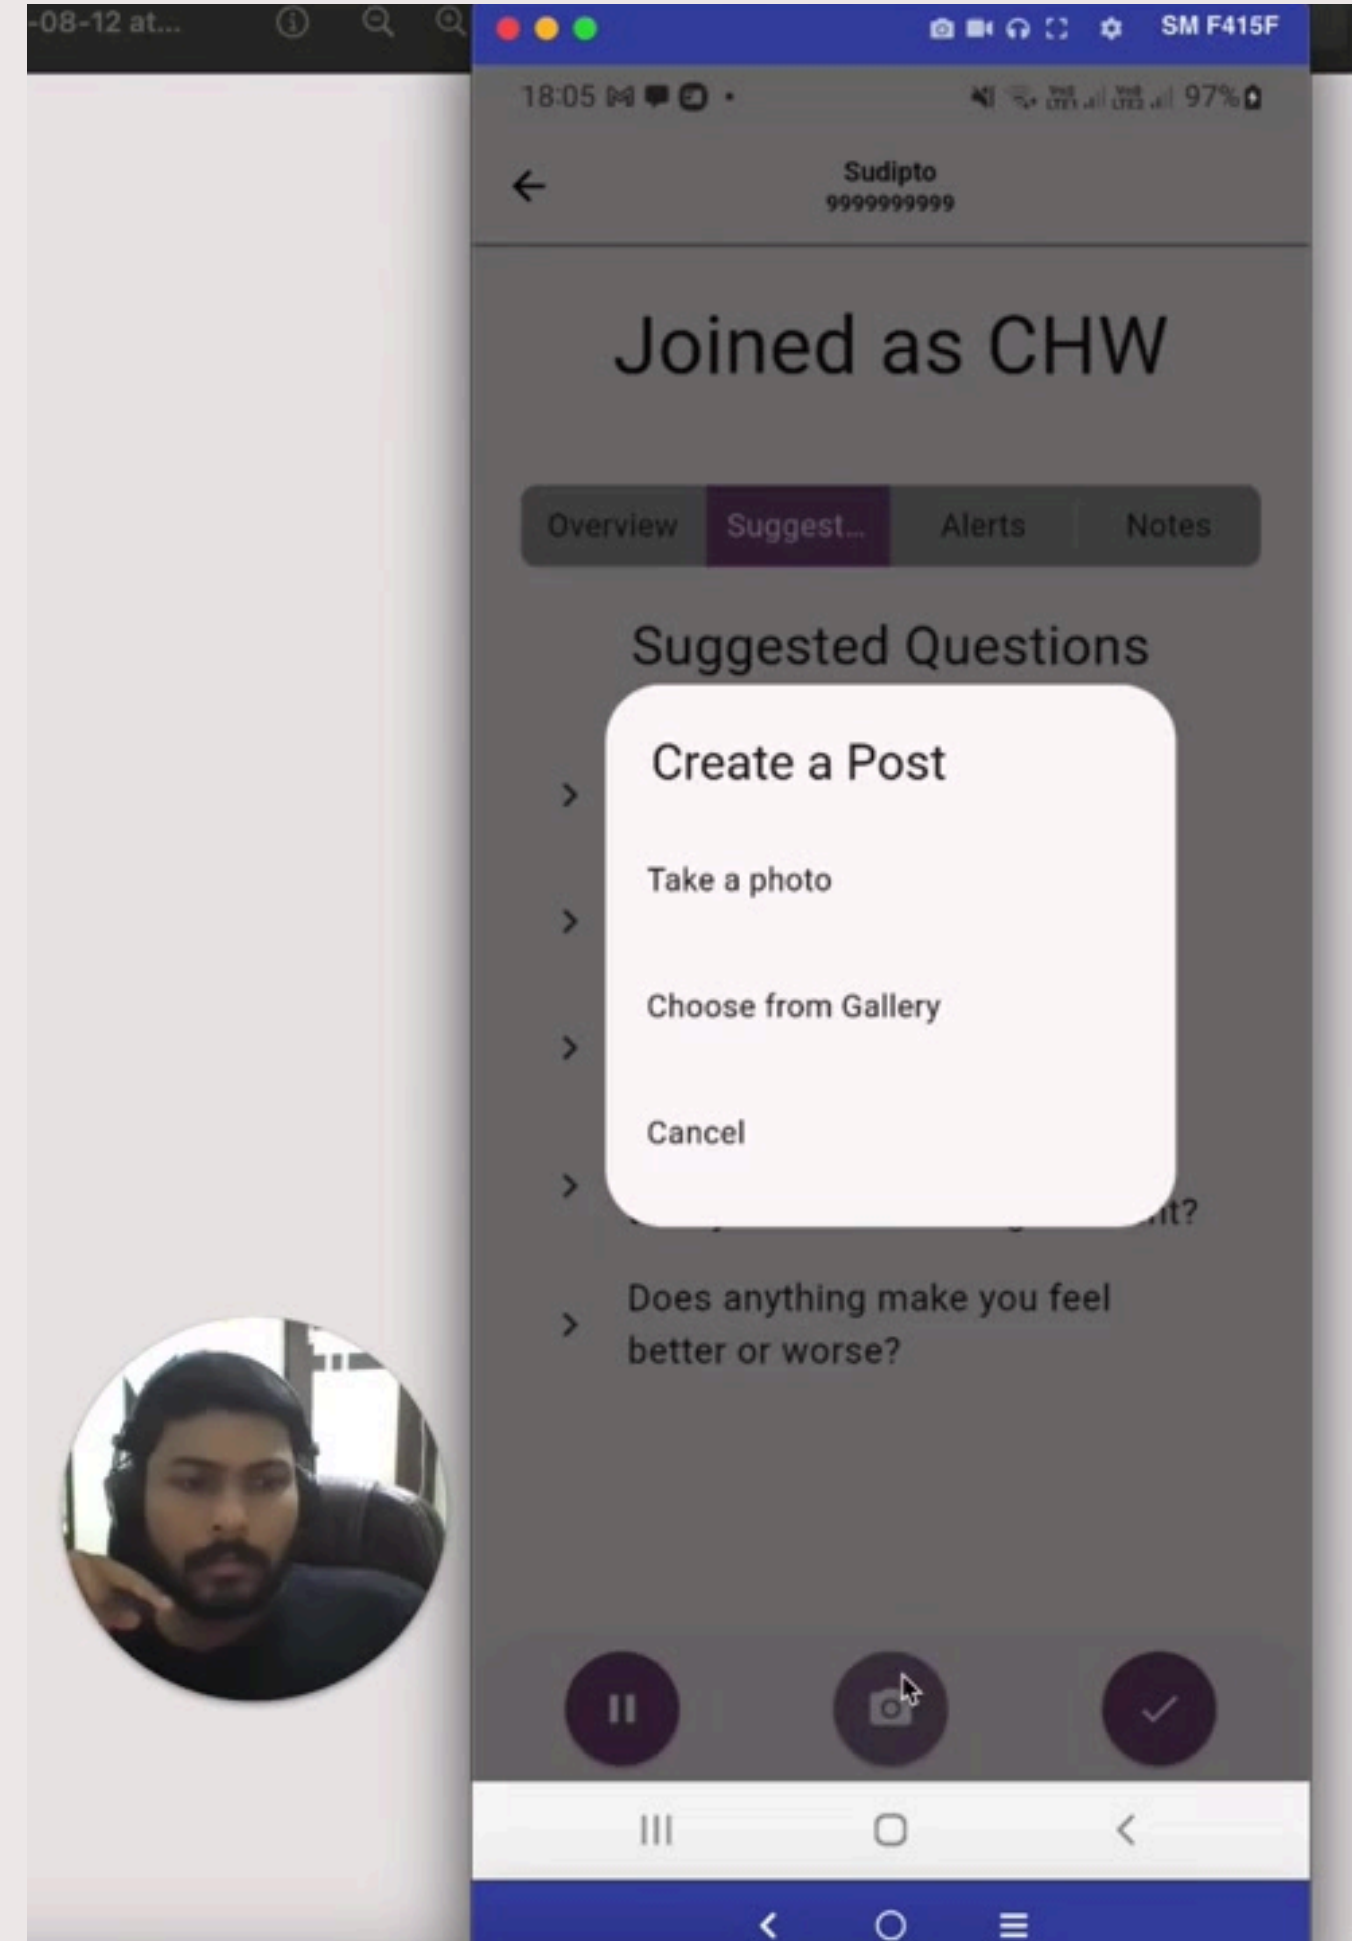 -08-12 at...
SM F415F
18:05
97%
Sudipto
9999999999
Joined as CHW
Overview
Suggest...
Alerts
Notes
Suggested Questions
Create a Post
Take a photo
Choose from Gallery
Cancel
Does anything make you feel
better or worse?